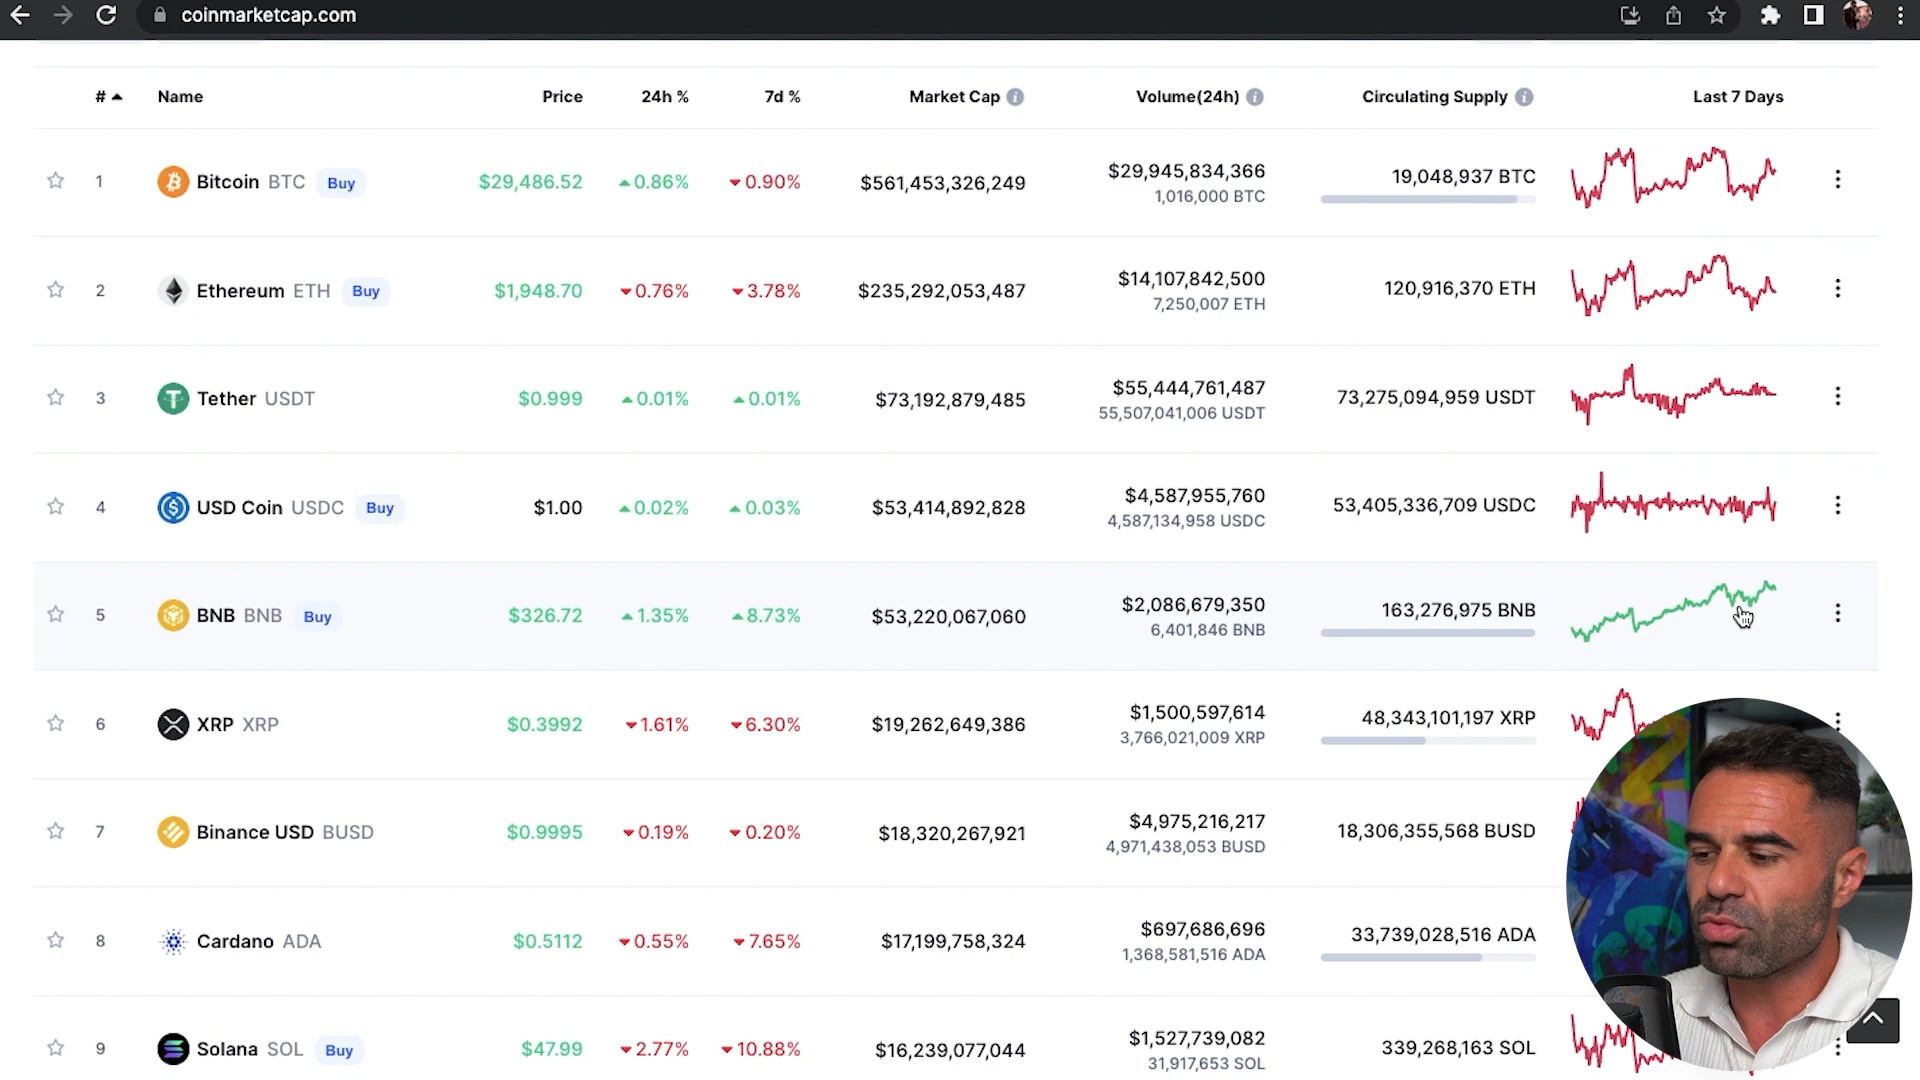 coinmarketcap.com
# Name Price 24h % 7d % Market Cap Volume(24h) Circulating Supply Last 7 Days
1 Bitcoin BTC Buy $29,486.52 0.86% 0.90% $561,453,326,249 $29,945,834,366 19,048,937 BTC
1,016,000 BTC
2 Ethereum ETH Buy $1,948.70 0.76% 3.78% $235,292,053,487 $14,107,842,500 120,916,370 ETH
7,250,007 ETH
3 Tether USDT $0.999 0.01% 0.01% $73,192,879,485 $55,444,761,487 73,275,094,959 USDT
55,507,041,006 USDT
4 USD Coin USDC Buy $1.00 0.02% 0.03% $53,414,892,828 $4,587,955,760 53,405,336,709 USDC
4,587,134,958 USDC
5 BNB BNB Buy $326.72 1.35% 8.73% $53,220,067,060 $2,086,679,350 163,276,975 BNB
6,401,846 BNB
6 XRP XRP $0.3992 1.61% 6.30% $19,262,649,386 $1,500,597,614 48,343,101,197 XRP
3,766,021,009 XRP
7 Binance USD BUSD $0.9995 0.19% 0.20% $18,320,267,921 $4,975,216,217 18,306,355,568 BUSD
4,971,438,053 BUSD
8 Cardano ADA $0.5112 0.55% 7.65% $17,199,758,324 $697,686,696 33,739,028,516 ADA
1,368,581,516 ADA
9 Solana SOL Buy $47.99 2.77% 10.88% $16,239,077,044 $1,527,739,082 339,268,163 SOL
31,917,653 SOL